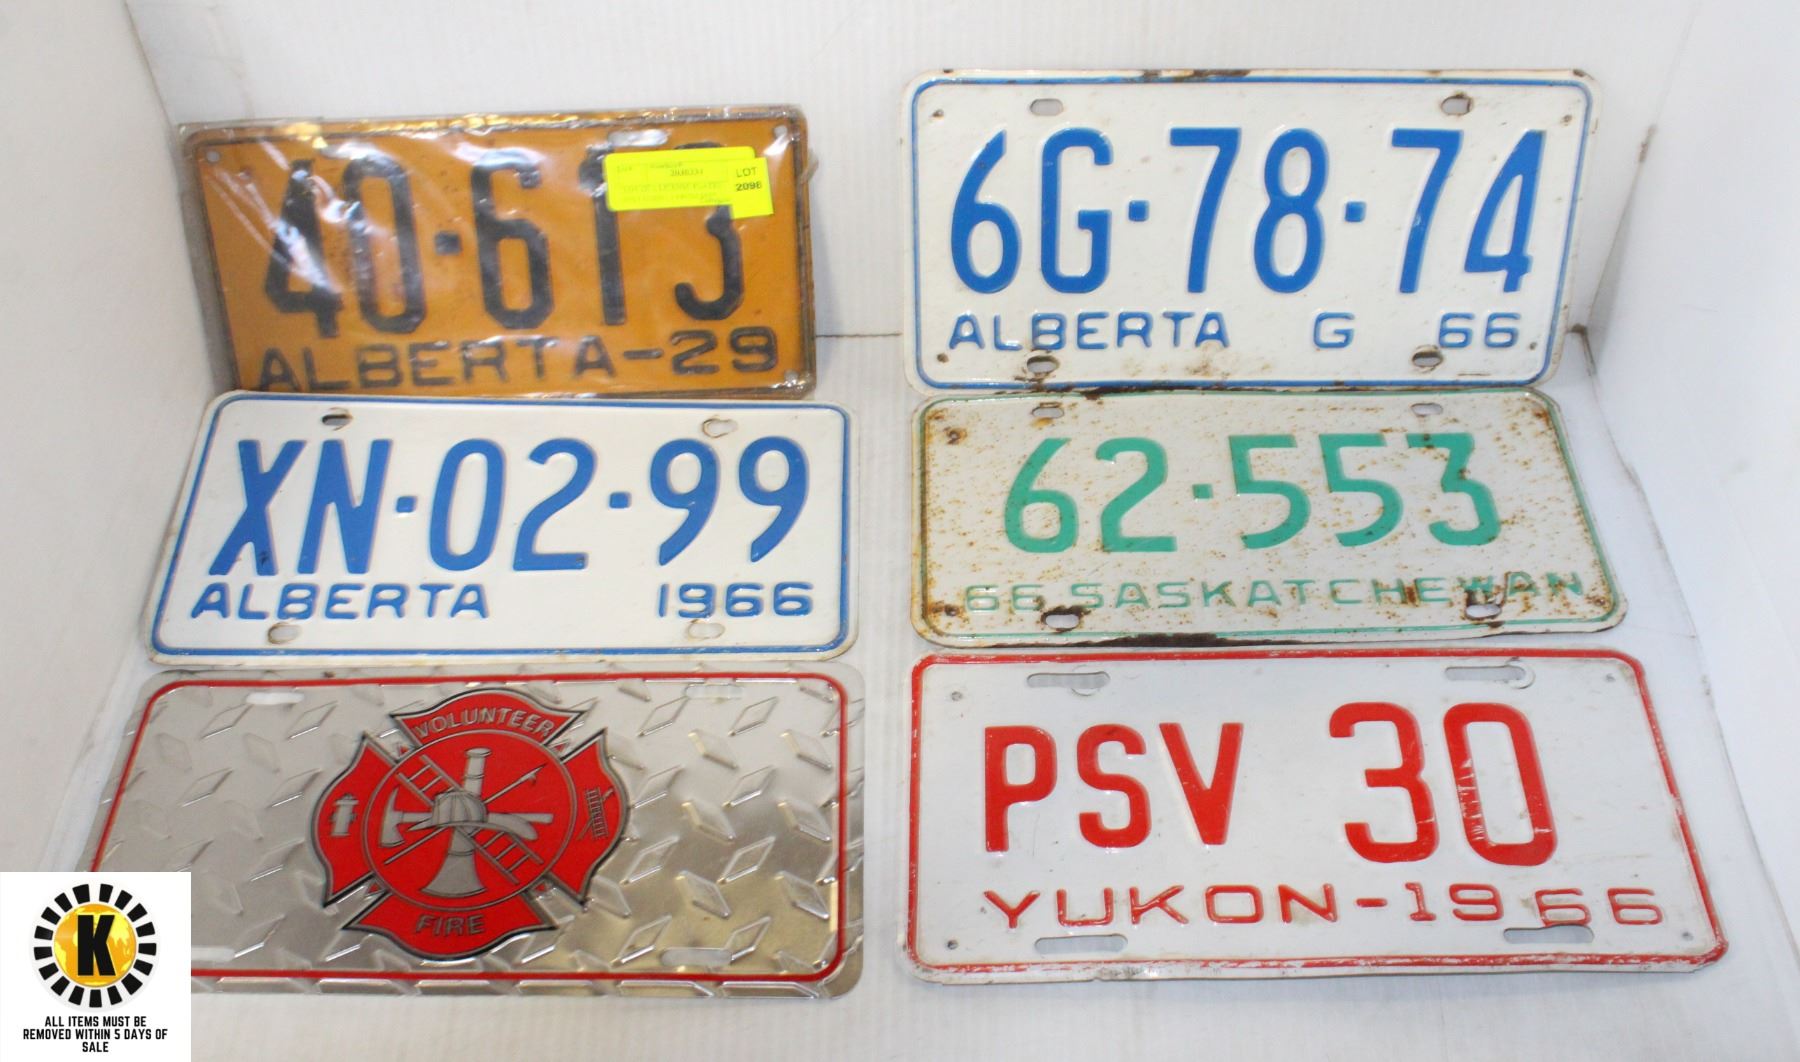 40-613
ALBERTA-29
LOT
2098
6G·78·74
ALBERTA G 66
XN·02·99
ALBERTA 1966
62·553
66 SASKATCHEWAN
VOLUNTEER
FIRE
PSV 30
YUKON-1966
K
ALL ITEMS MUST BE
REMOVED WITHIN 5 DAYS OF
SALE